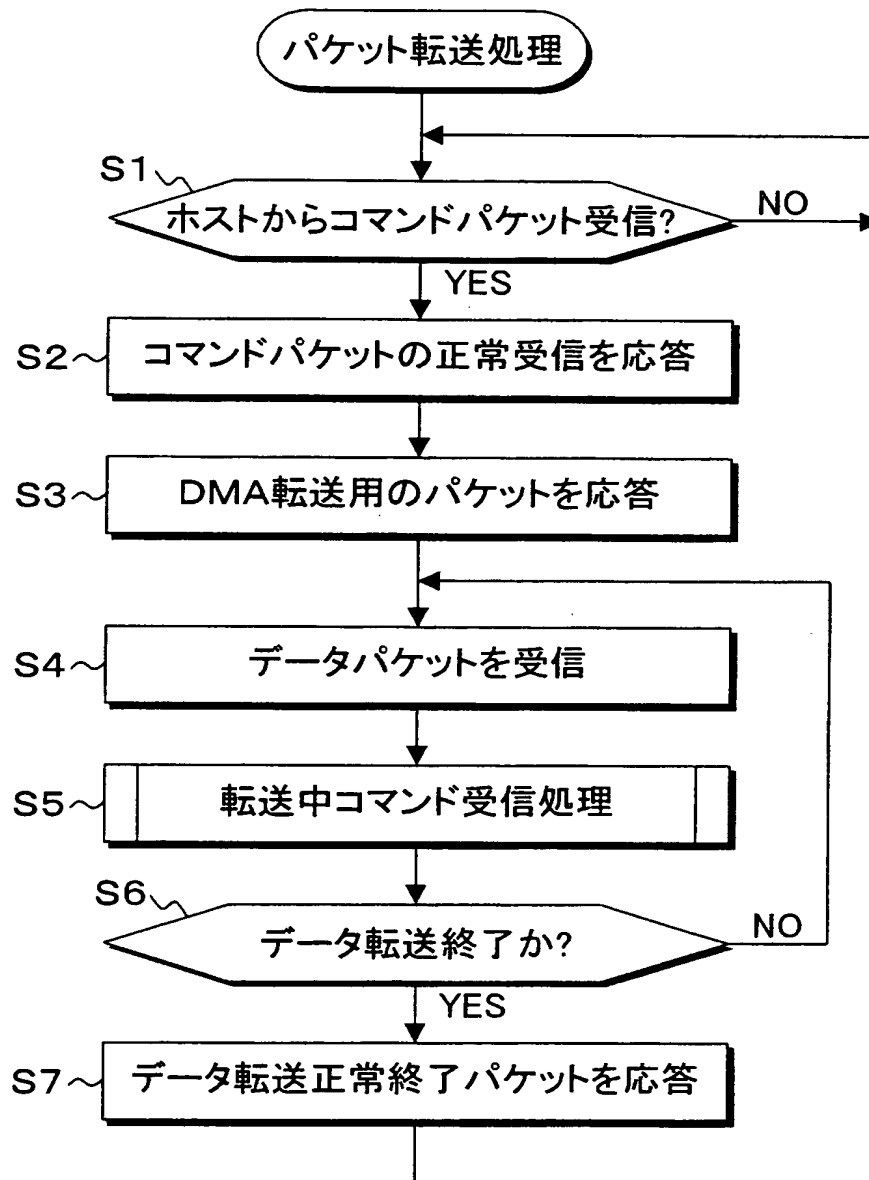 パケット転送処理
S1
ホストからコマンドパケット受信?
NO
YES
S2
コマンドパケットの正常受信を応答
S3
DMA転送用のパケットを応答
S4
データパケットを受信
S5
転送中コマンド受信処理
S6
データ転送終了か?
NO
YES
S7
データ転送正常終了パケットを応答